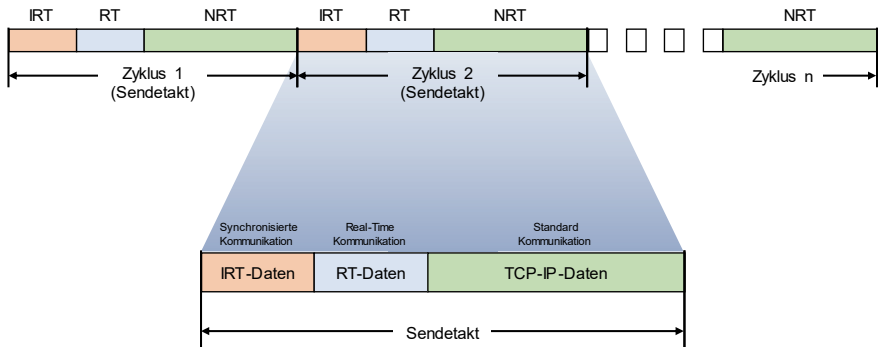 IRT RT NRT IRT RT NRT NRT
Zyklus 1
(Sendetakt)
Zyklus 2
(Sendetakt)
Zyklus n
Synchronisierte
Kommunikation
Real-Time
Kommunikation
Standard
Kommunikation
IRT-Daten RT-Daten TCP-IP-Daten
Sendetakt